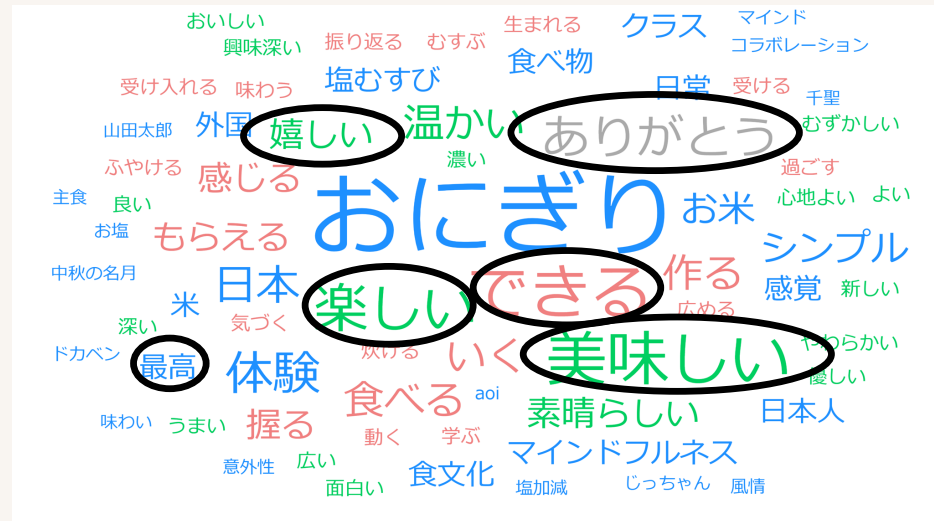 おいしい
興味深い
振り返る
むすぶ
生まれる
クラス
マインド
コラボレーション
受け入れる
味わう
塩むすび
食べ物
日常
受ける
千聖
山田太郎
外国
嬉しい
温かい
ありがとう
むずかしい
ふやける
感じる
濃い
過ごす
主食
良い
おにぎり
お米
心地よい
よい
お塩
もらえる
シンプル
中秋の名月
米
日本
楽しい
できる
作る
感覚
新しい
深い
気づく
広める
ドカベン
最高
体験
炊ける
いく
美味しい
やわらかい
優しい
味わい
うまい
握る
食べる
aoi
素晴らしい
日本人
動く
学ぶ
意外性
広い
面白い
食文化
マインドフルネス
塩加減
じっちゃん
風情